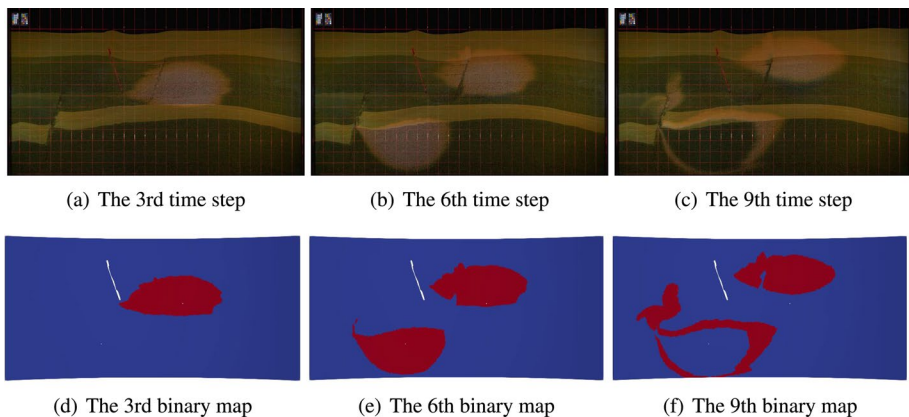 (a) The 3rd time step
(b) The 6th time step
(c) The 9th time step
(d) The 3rd binary map
(e) The 6th binary map
(f) The 9th binary map